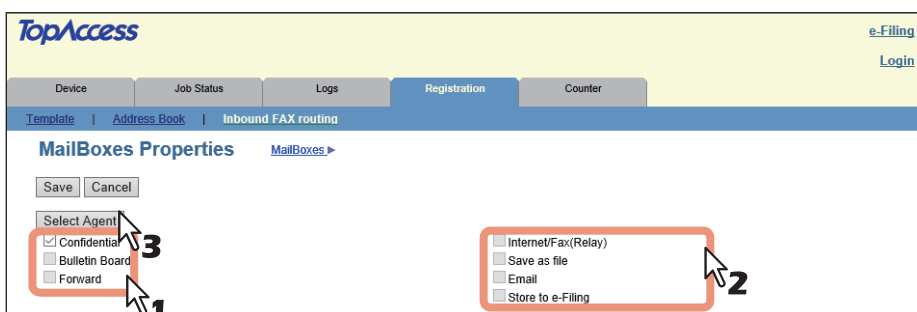 TopAccess
e-Filing
Login
Device Job Status Logs Registration Counter
Template | Address Book | Inbound FAX routing
MailBoxes Properties MailBoxes
Save Cancel
Select Agent
3
Confidential
Bulletin Board
Forward
1
Internet/Fax(Relay)
Save as file
Email
Store to e-Filing
2